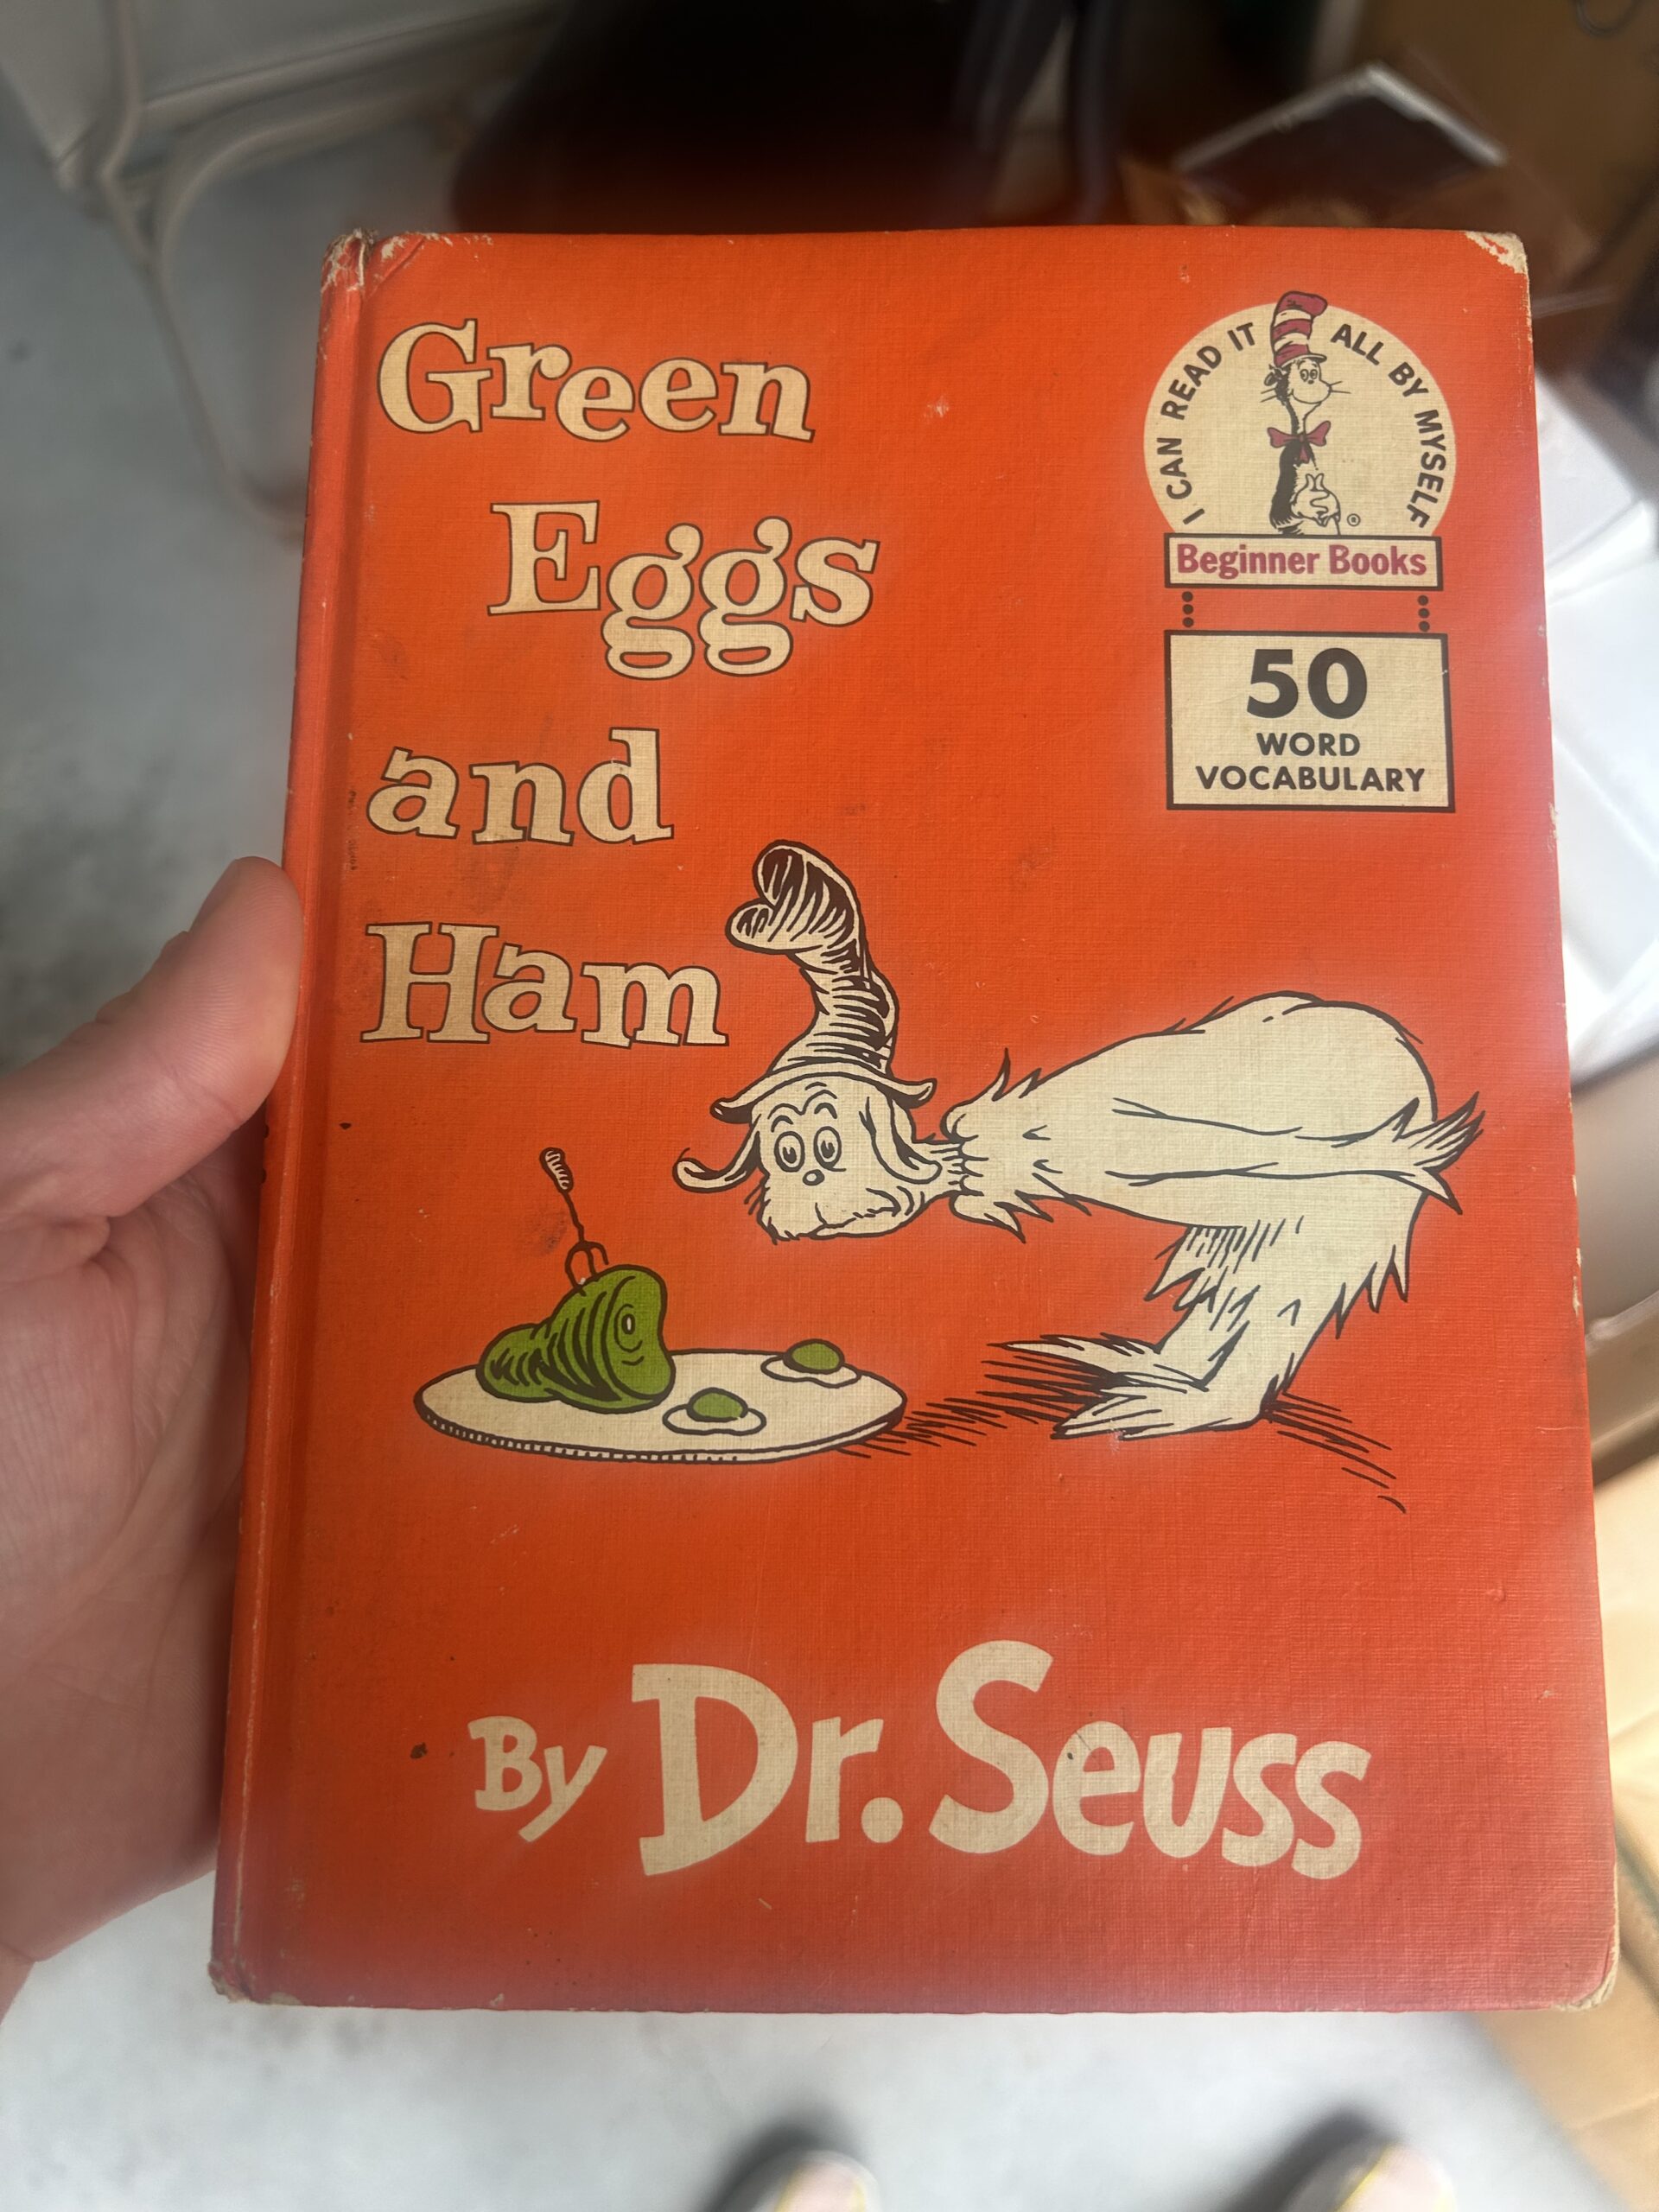 Green
Eggs
and
Ham
I CAN READ IT ALL BY MYSELF
®
Beginner Books
50
WORD
VOCABULARY
By Dr. Seuss